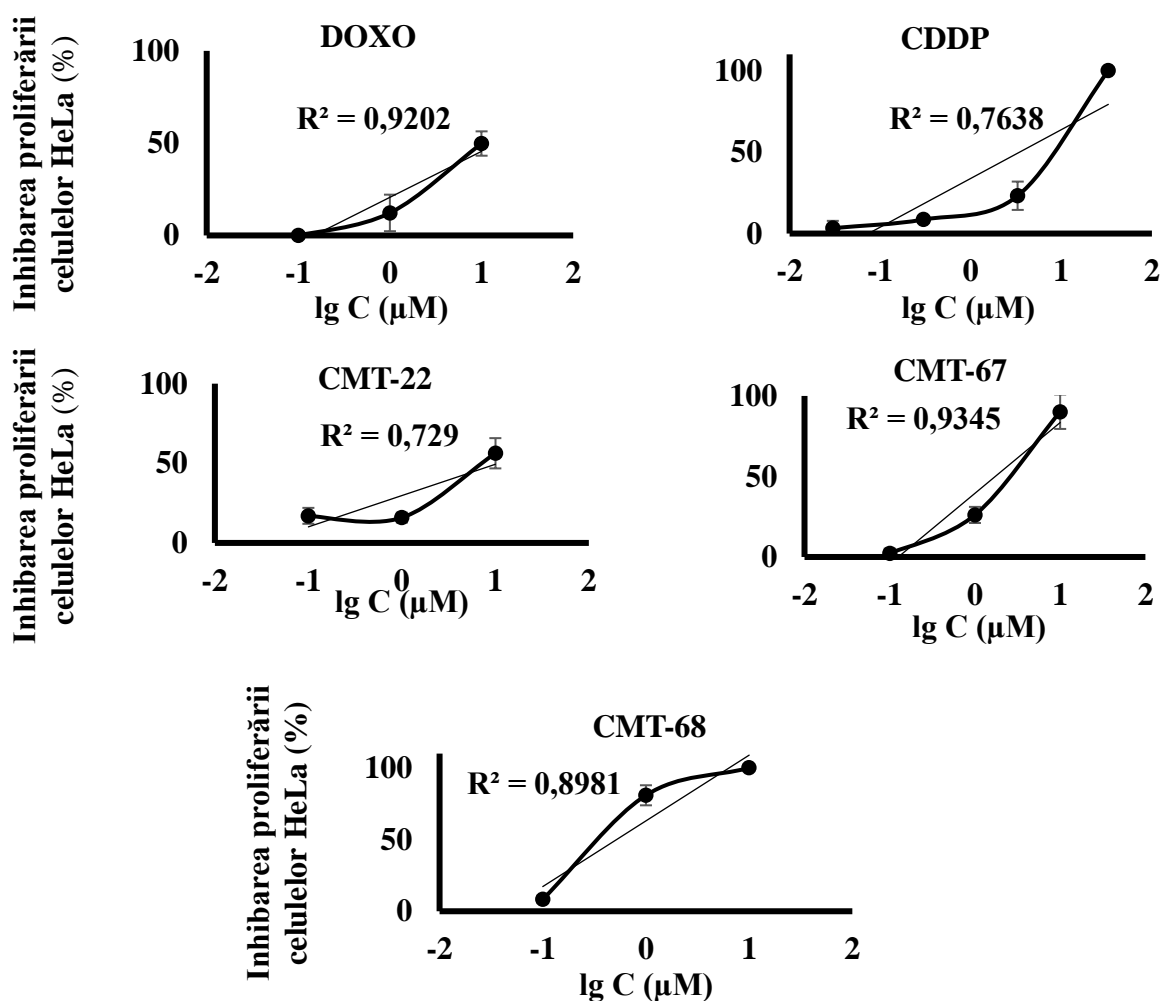 DOXO
Inhibarea proliferării
celulelor HeLa (%)
100
50
0
R² = 0,9202
-2 -1 0 1 2
lg C (µM)
CDDP
100
50
0
R² = 0,7638
-2 -1 0 1 2
lg C (µM)
CMT-22
Inhibarea proliferării
celulelor HeLa (%)
100
50
0
R² = 0,729
-2 -1 0 1 2
lg C (µM)
CMT-67
100
50
0
R² = 0,9345
-2 -1 0 1 2
lg C (µM)
CMT-68
Inhibarea proliferării
celulelor HeLa (%)
100
50
0
R² = 0,8981
-2 -1 0 1 2
lg C (µM)